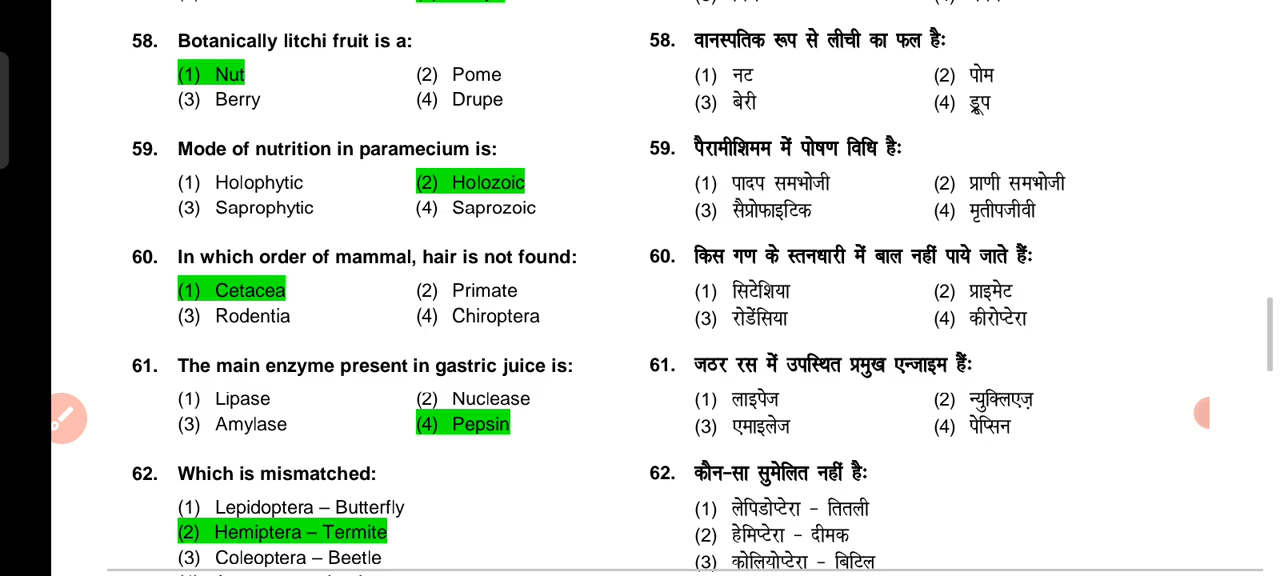 58. Botanically litchi fruit is a:
(1) Nut (2) Pome
(3) Berry (4) Drupe
59. Mode of nutrition in paramecium is:
(1) Holophytic (2) Holozoic
(3) Saprophytic (4) Saprozoic
60. In which order of mammal, hair is not found:
(1) Cetacea (2) Primate
(3) Rodentia (4) Chiroptera
61. The main enzyme present in gastric juice is:
(1) Lipase (2) Nuclease
(3) Amylase (4) Pepsin
62. Which is mismatched:
(1) Lepidoptera – Butterfly
(2) Hemiptera – Termite
(3) Coleoptera – Beetle
58. वानस्पतिक रूप से लीची का फल हैः
(1) नट (2) पोम
(3) बेरी (4) ड्रूप
59. पैरामीशिमम में पोषण विधि हैः
(1) पादप समभोजी (2) प्राणी समभोजी
(3) सैप्रोफाइटिक (4) मृतीपजीवी
60. किस गण के स्तनधारी में बाल नहीं पाये जाते हैंः
(1) सिटेशिया (2) प्राइमेट
(3) रोडेंसिया (4) कीरोप्टेरा
61. जठर रस में उपस्थित प्रमुख एन्जाइम हैंः
(1) लाइपेज (2) न्युक्लिएज़
(3) एमाइलेज (4) पेप्सिन
62. कौन-सा सुमेलित नहीं हैः
(1) लेपिडोप्टेरा - तितली
(2) हेमिप्टेरा - दीमक
(3) कोलियोप्टेरा - बिटिल